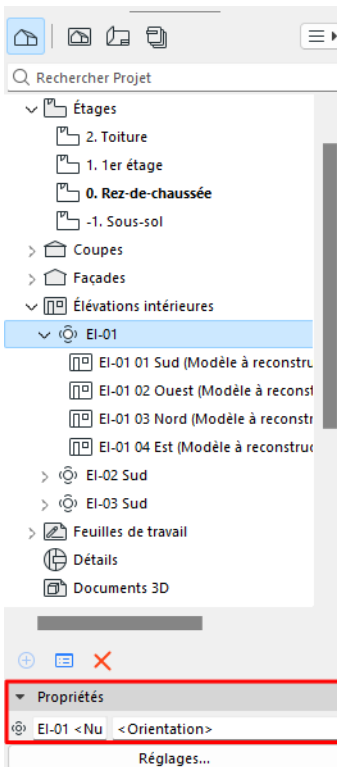 Rechercher Projet
Étages
2. Toiture
1. 1er étage
0. Rez-de-chaussée
-1. Sous-sol
Coupes
Façades
Élévations intérieures
EI-01
EI-01 01 Sud (Modèle à reconstru
EI-01 02 Ouest (Modèle à reconst
EI-01 03 Nord (Modèle à reconstr
EI-01 04 Est (Modèle à reconstruc
EI-02 Sud
EI-03 Sud
Feuilles de travail
Détails
Documents 3D
Propriétés
EI-01 <Nu <Orientation>
Réglages...